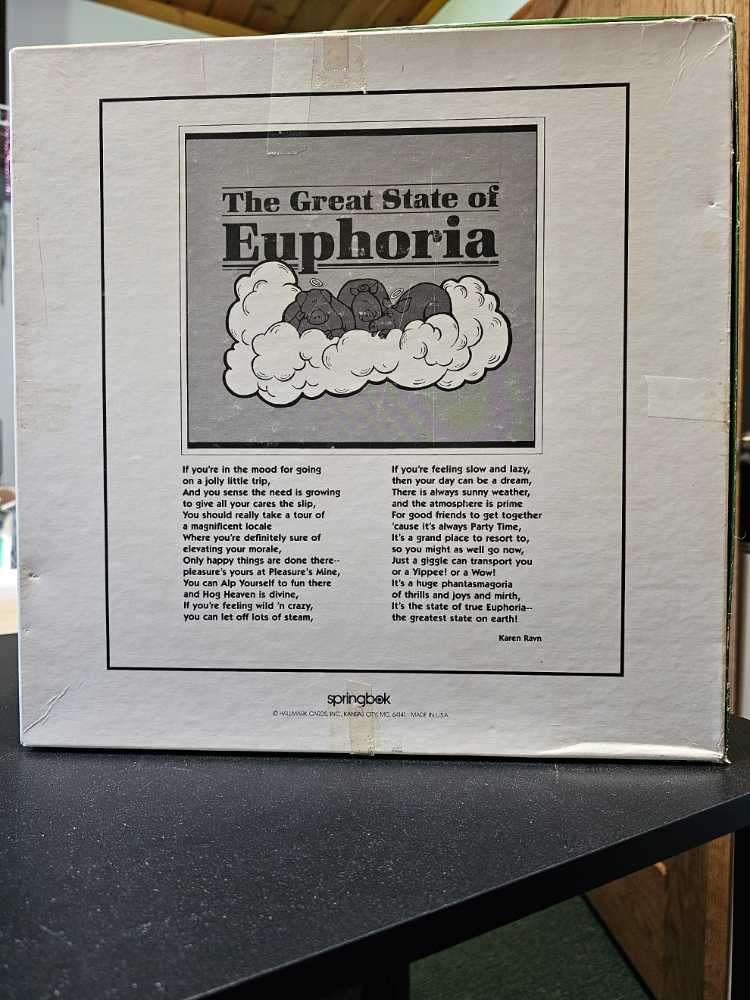 The Great State of
Euphoria
If you're in the mood for going
on a jolly little trip,
And you sense the need is growing
to give all your cares the slip,
You should really take a tour of
a magnificent locale
Where you're definitely sure of
elevating your morale,
Only happy things are done there--
pleasure's yours at Pleasure's Mine,
You can Alp Yourself to fun there
and Hog Heaven is divine,
If you're feeling wild 'n crazy,
you can let off lots of steam,
If you're feeling slow and lazy,
then your day can be a dream,
There is always sunny weather,
and the atmosphere is prime
For good friends to get together
'cause it's always Party Time,
It's a grand place to resort to,
so you might as well go now,
Just a giggle can transport you
or a Yippee! or a Wow!
It's a huge phantasmagoria
of thrills and joys and mirth,
It's the state of true Euphoria--
the greatest state on earth!
Karen Ravn
springbok
© HALLMARK CARDS, INC., KANSAS CITY, MO. 64141 MADE IN U.S.A.